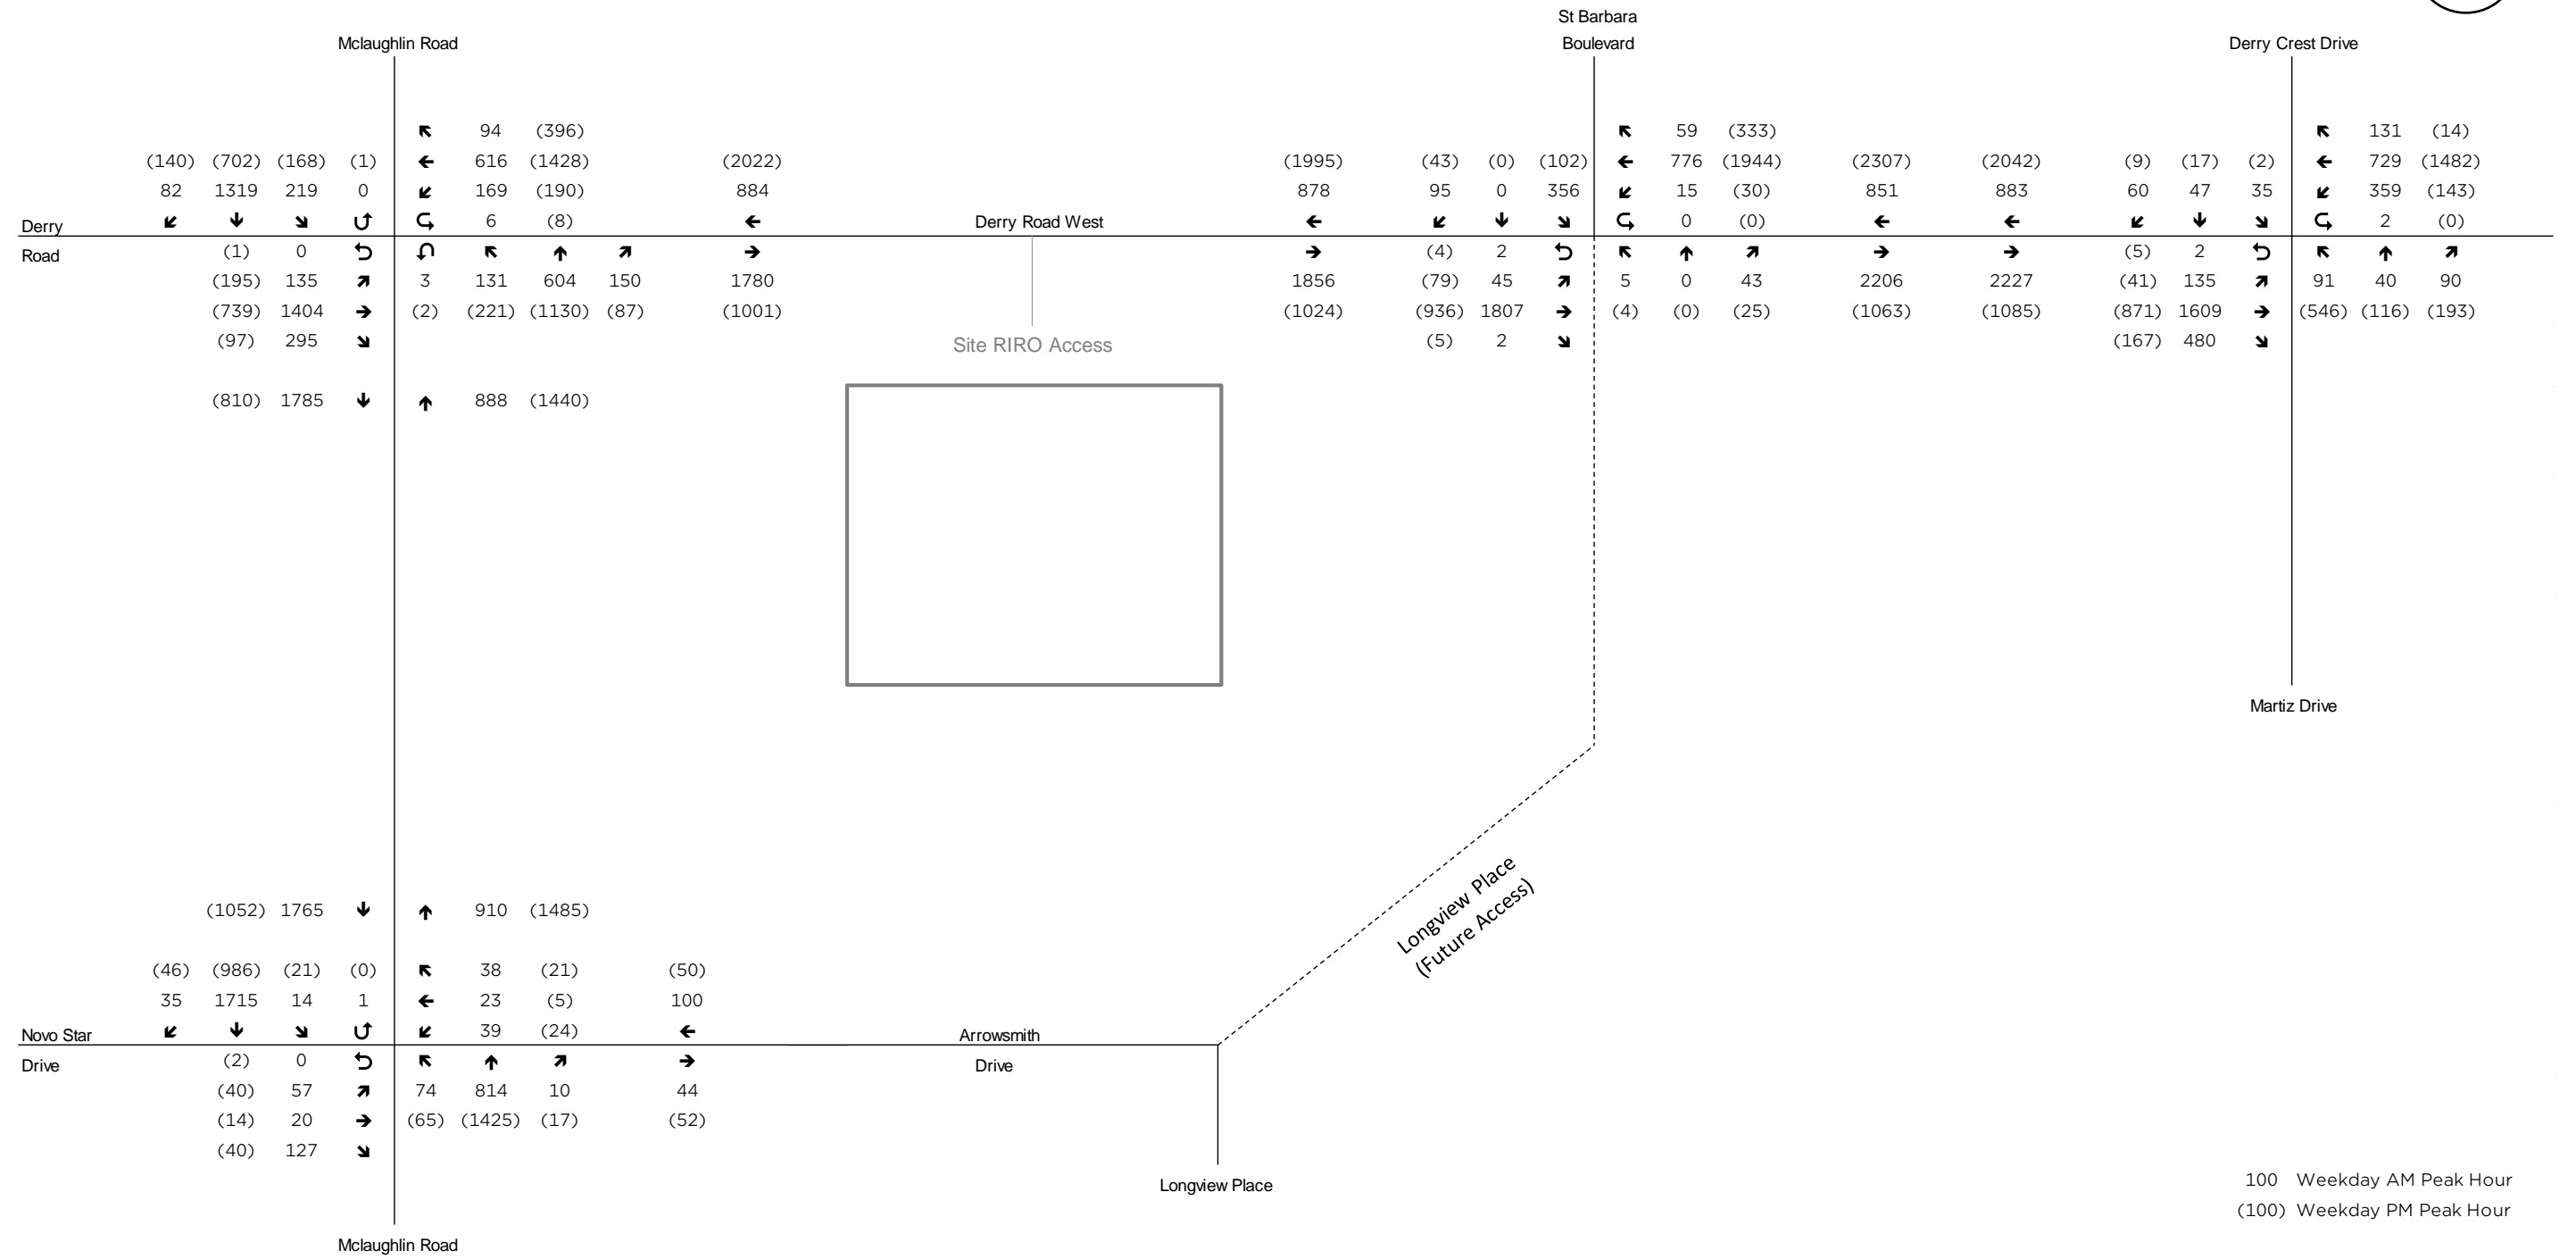 St Barbara
Mclaughlin Road Boulevard Derry Crest Drive
94 (396) 59 (333) 131 (14)
(140) (702) (168) (1) 616 (1428) (2022) (1995) (43) (0) (102) 776 (1944) (2307) (2042) (9) (17) (2) 729 (1482)
82 1319 219 0 169 (190) 884 878 95 0 356 15 (30) 851 883 60 47 35 359 (143)
Derry 6 (8) Derry Road West 0 (0) 2 (0)
Road (1) 0 (4) 2 (5) 2
(195) 135 3 131 604 150 1780 1856 (79) 45 5 0 43 2206 2227 (41) 135 91 40 90
(739) 1404 (2) (221) (1130) (87) (1001) (1024) (936) 1807 (4) (0) (25) (1063) (1085) (871) 1609 (546) (116) (193)
(97) 295 Site RIRO Access (5) 2 (167) 480
(810) 1785 888 (1440)
Martiz Drive
Longview Place
(Future Access)
(1052) 1765 910 (1485)
(46) (986) (21) (0) 38 (21) (50)
35 1715 14 1 23 (5) 100
Novo Star 39 (24) Arrowsmith
Drive (2) 0 Drive
(40) 57 74 814 10 44
(14) 20 (65) (1425) (17) (52)
(40) 127
Longview Place
100 Weekday AM Peak Hour
(100) Weekday PM Peak Hour
Mclaughlin Road